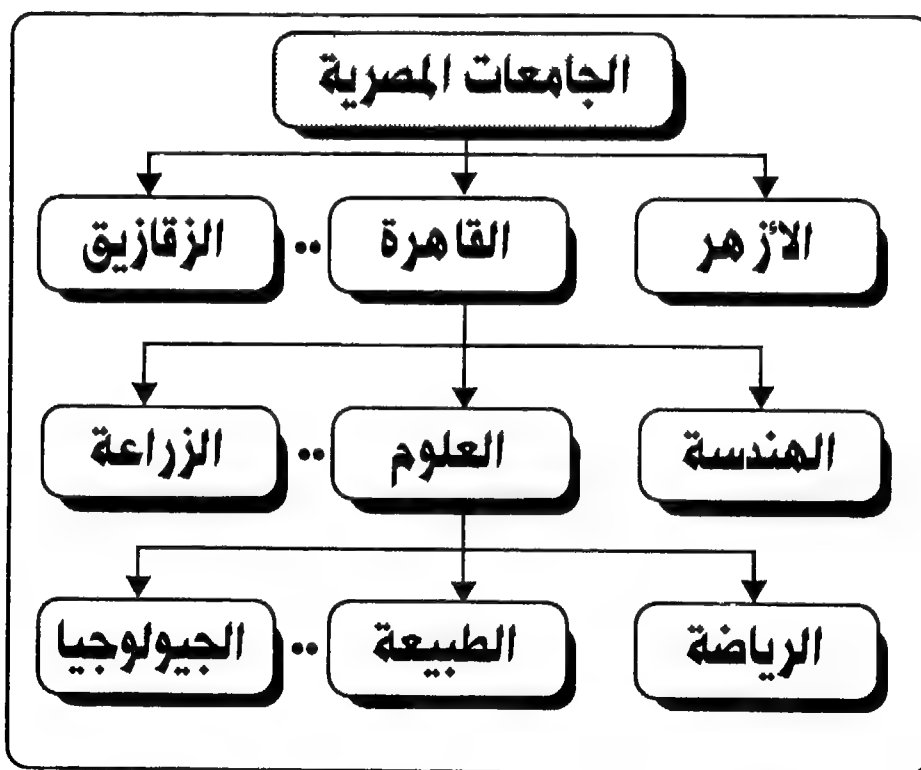 الجامعات المصرية
الأزهر القاهرة •• الزقازيق
الهندسة العلوم •• الزراعة
الرياضة الطبيعة •• الجيولوجيا